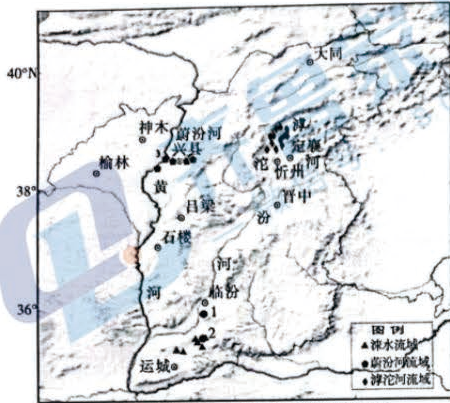 大同
40°N
滹
神木
蔚汾河
兴县
定襄
3
榆林
沱
河
忻州
38°
黄
晋中
吕梁
汾
石楼
河
河
临汾
36°
1
2
图例
▲涑水流域
●蔚汾河流域
♦滹沱河流域
运城